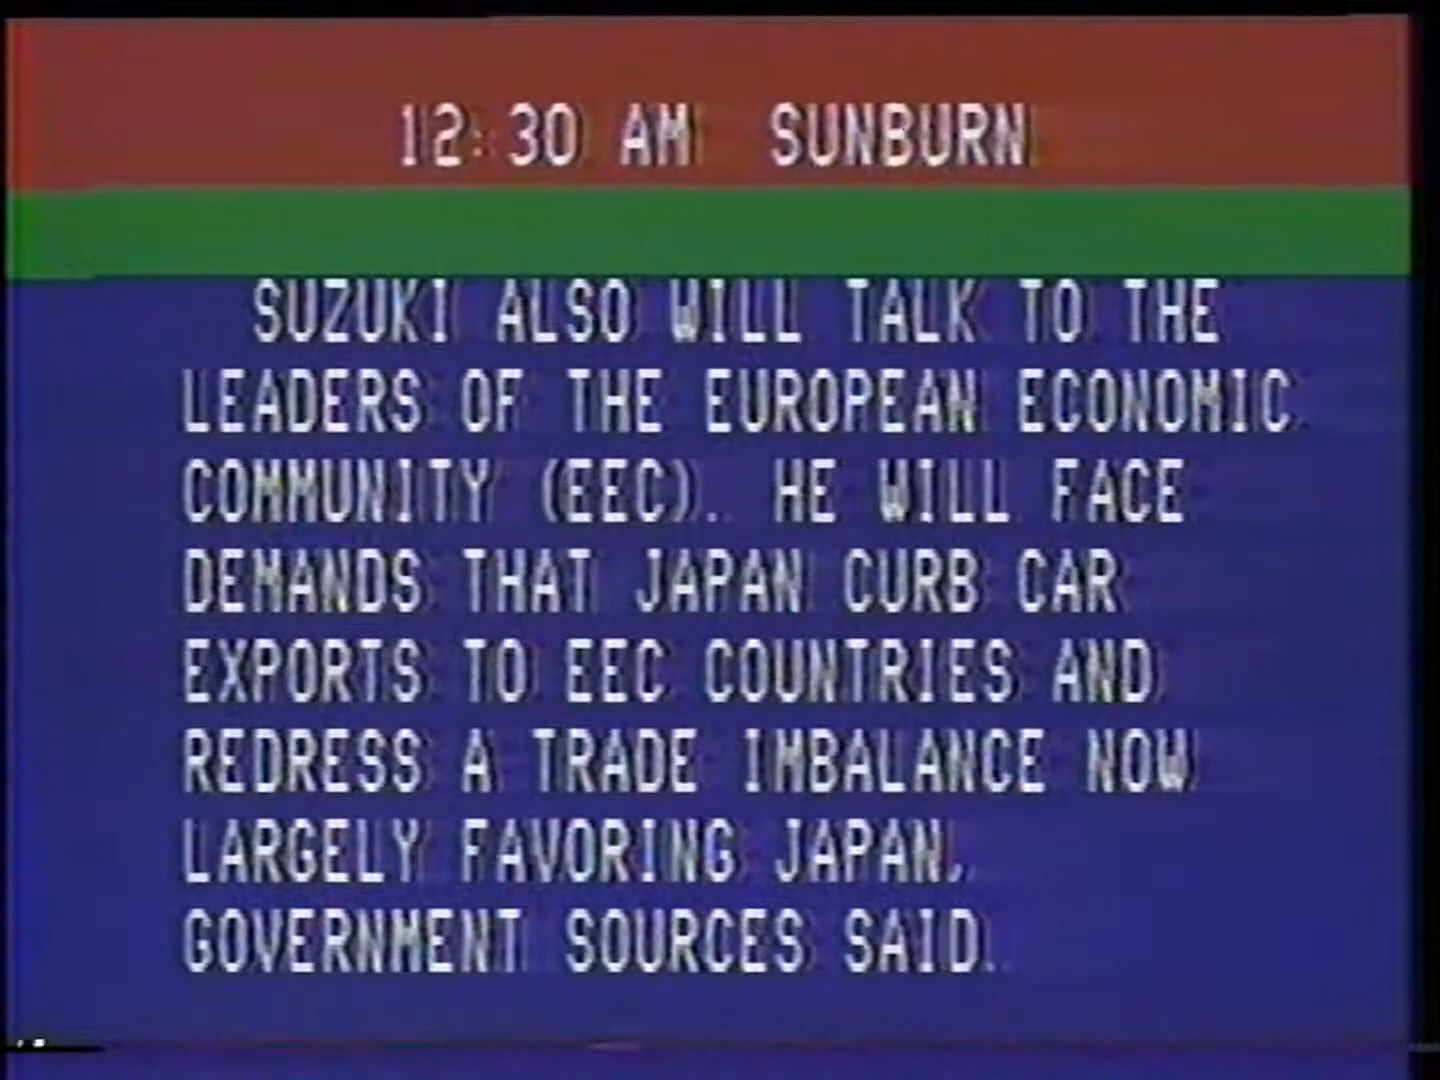 12:30 AM SUNBURN
SUZUKI ALSO WILL TALK TO THE
LEADERS OF THE EUROPEAN ECONOMIC
COMMUNITY (EEC). HE WILL FACE
DEMANDS THAT JAPAN CURB CAR
EXPORTS TO EEC COUNTRIES AND
REDRESS A TRADE IMBALANCE NOW
LARGELY FAVORING JAPAN,
GOVERNMENT SOURCES SAID.